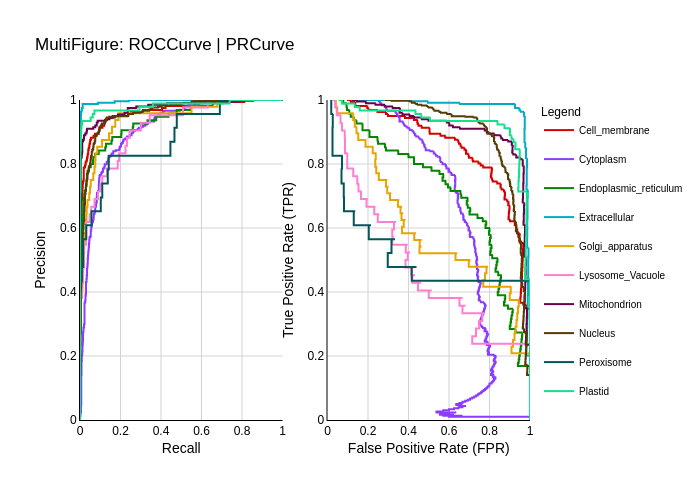 MultiFigure: ROCCurve | PRCurve
Precision
1
0.8
0.6
0.4
0.2
0
0 0.2 0.4 0.6 0.8 1
Recall
True Positive Rate (TPR)
1
0.8
0.6
0.4
0.2
0
0 0.2 0.4 0.6 0.8 1
False Positive Rate (FPR)
Legend
Cell_membrane
Cytoplasm
Endoplasmic_reticulum
Extracellular
Golgi_apparatus
Lysosome_Vacuole
Mitochondrion
Nucleus
Peroxisome
Plastid